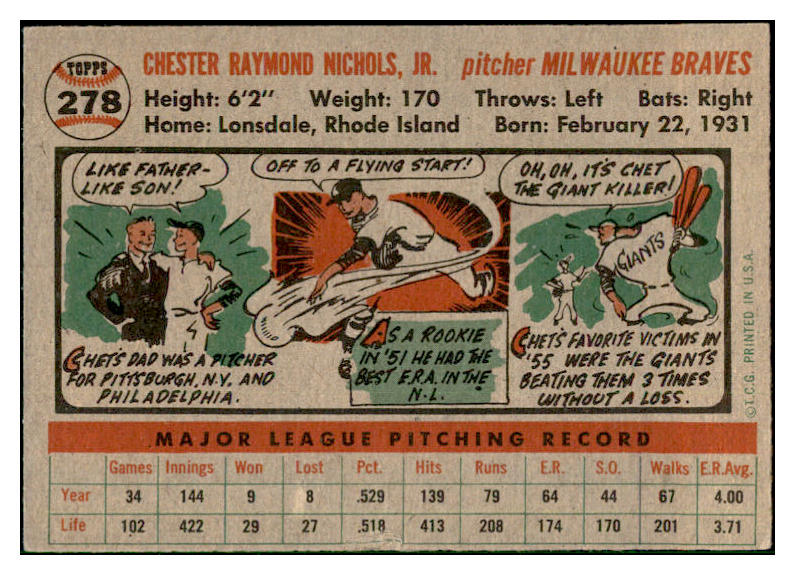 TOPPS
278
CHESTER RAYMOND NICHOLS, JR. pitcher MILWAUKEE BRAVES
Height: 6'2" Weight: 170 Throws: Left Bats: Right
Home: Lonsdale, Rhode Island Born: February 22, 1931
LIKE FATHER-
LIKE SON!
CHET'S DAD WAS A PITCHER
FOR PITTSBURGH, N.Y. AND
PHILADELPHIA.
OFF TO A FLYING START!
AS A ROOKIE
IN '51 HE HAD THE
BEST E.R.A. IN THE
N.L.
OH, OH, IT'S CHET
THE GIANT KILLER!
GIANTS
CHET'S FAVORITE VICTIMS IN
'55 WERE THE GIANTS
BEATING THEM 3 TIMES
WITHOUT A LOSS.
©T.C.G. PRINTED IN U.S.A.
MAJOR LEAGUE PITCHING RECORD
Games Innings Won Lost Pct. Hits Runs E.R. S.O. Walks E.R.Avg.
Year 34 144 9 8 .529 139 79 64 44 67 4.00
Life 102 422 29 27 .518 413 208 174 170 201 3.71